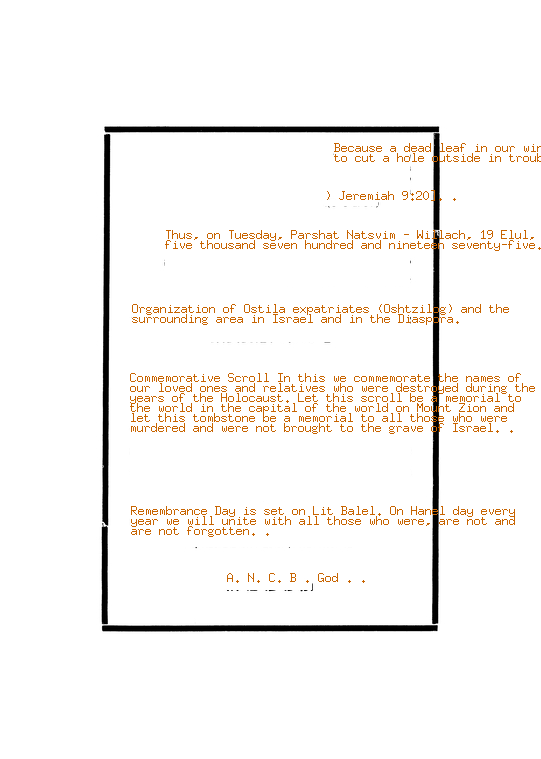 Because a dead leaf in our win
to cut a hole outside in troub
) Jeremiah 9:20]. .
Thus, on Tuesday, Parshat Natsvim - Willach, 19 Elul,
five thousand seven hundred and nineteen seventy-five.
Organization of Ostila expatriates (Oshtzilog) and the
surrounding area in Israel and in the Diaspora.
Commemorative Scroll In this we commemorate the names of
our loved ones and relatives who were destroyed during the
years of the Holocaust. Let this scroll be a memorial to
the world in the capital of the world on Mount Zion and
let this tombstone be a memorial to all those who were
murdered and were not brought to the grave of Israel. .
Remembrance Day is set on Lit Balel. On Hanel day every
year we will unite with all those who were, are not and
are not forgotten. .
A. N. C. B . God . .